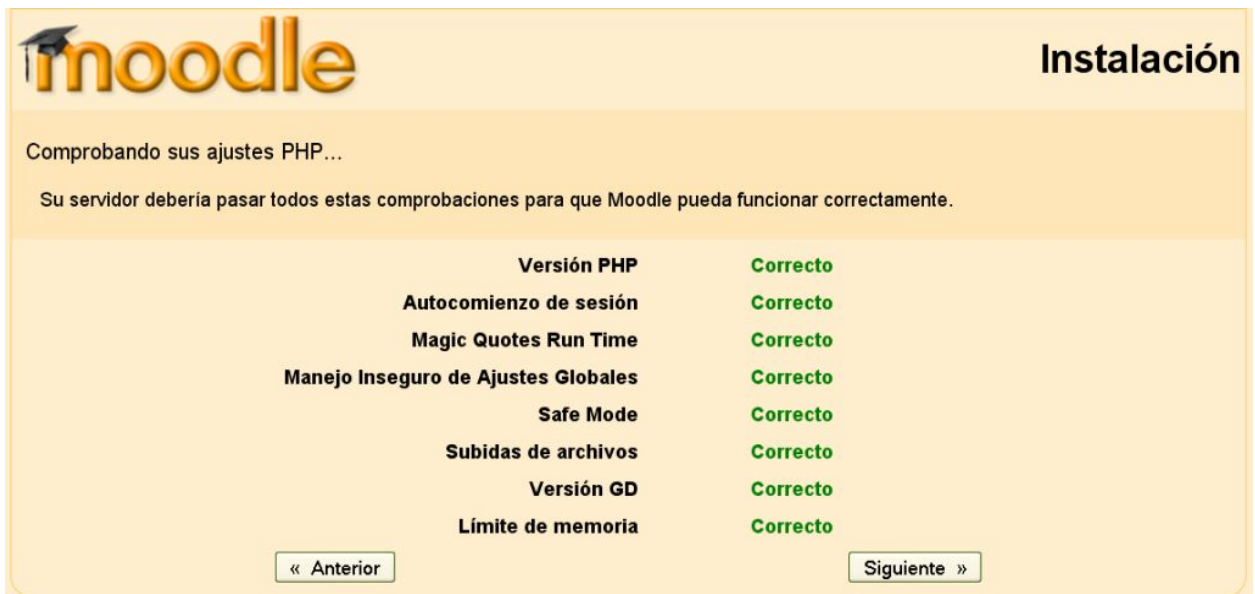 moodle
Instalación
Comprobando sus ajustes PHP...
Su servidor debería pasar todos estas comprobaciones para que Moodle pueda funcionar correctamente.
Versión PHP Correcto
Autocomienzo de sesión Correcto
Magic Quotes Run Time Correcto
Manejo Inseguro de Ajustes Globales Correcto
Safe Mode Correcto
Subidas de archivos Correcto
Versión GD Correcto
Límite de memoria Correcto
« Anterior Siguiente »